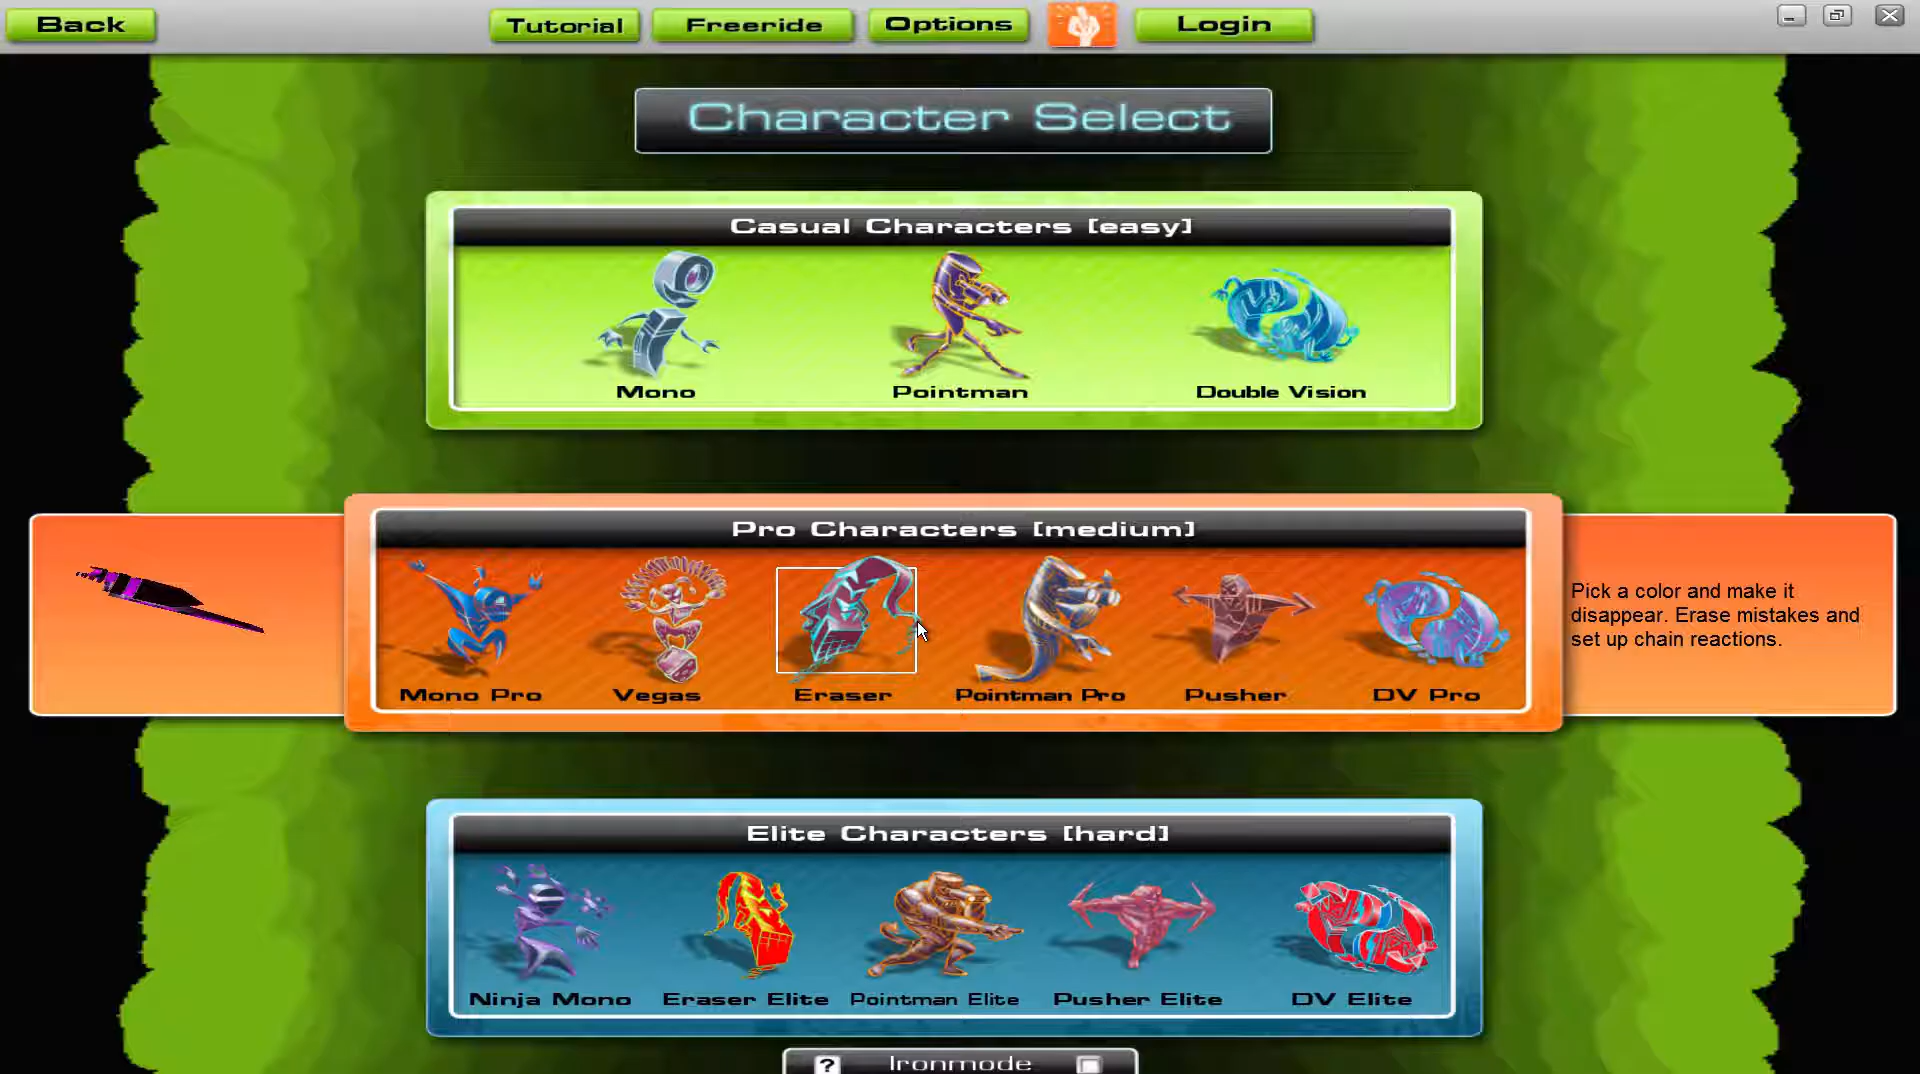 Back
Tutorial
Freeride
Options
Login
Character Select
Casual Characters [easy]
Mono
Pointman
Double Vision
Pro Characters [medium]
Mono Pro
Vegas
Eraser
Pointman Pro
Pusher
DV Pro
Pick a color and make it
disappear. Erase mistakes and
set up chain reactions.
Elite Characters [hard]
Ninja Mono
Eraser Elite
Pointman Elite
Pusher Elite
DV Elite
? Ironmode